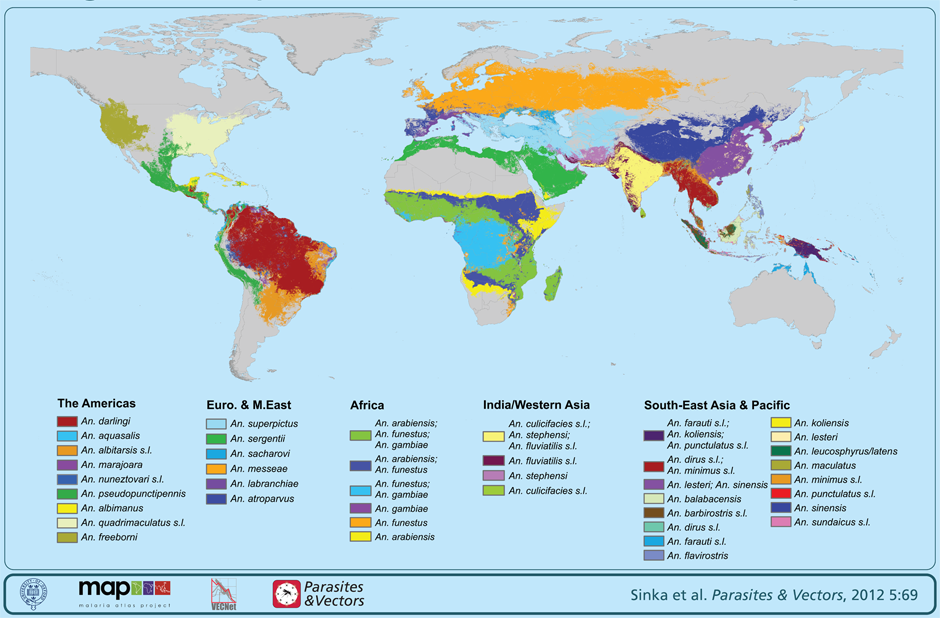 The Americas
An. darlingi
An. aquasalis
An. albitarsis s.l.
An. marajoara
An. nuneztovari s.l.
An. pseudopunctipennis
An. albimanus
An. quadrimaculatus s.l.
An. freeborni
Euro. & M.East
An. superpictus
An. sergentii
An. sacharovi
An. messeae
An. labranchiae
An. atroparvus
Africa
An. arabiensis;
An. funestus;
An. gambiae
An. arabiensis;
An. funestus
An. funestus;
An. gambiae
An. gambiae
An. funestus
An. arabiensis
India/Western Asia
An. culicifacies s.l.;
An. stephensi;
An. fluviatilis s.l.
An. fluviatilis s.l.
An. stephensi
An. culicifacies s.l.
South-East Asia & Pacific
An. farauti s.l.;
An. koliensis;
An. punctulatus s.l.
An. dirus s.l.;
An. minimus s.l.
An. lesteri; An. sinensis
An. balabacensis
An. barbirostris s.l.
An. dirus s.l.
An. farauti s.l.
An. flavirostris
An. koliensis
An. lesteri
An. leucosphyrus/latens
An. maculatus
An. minimus s.l.
An. punctulatus s.l.
An. sinensis
An. sundaicus s.l.
map
malaria atlas project
VECNet
Parasites
&Vectors
Sinka et al. Parasites & Vectors, 2012 5:69